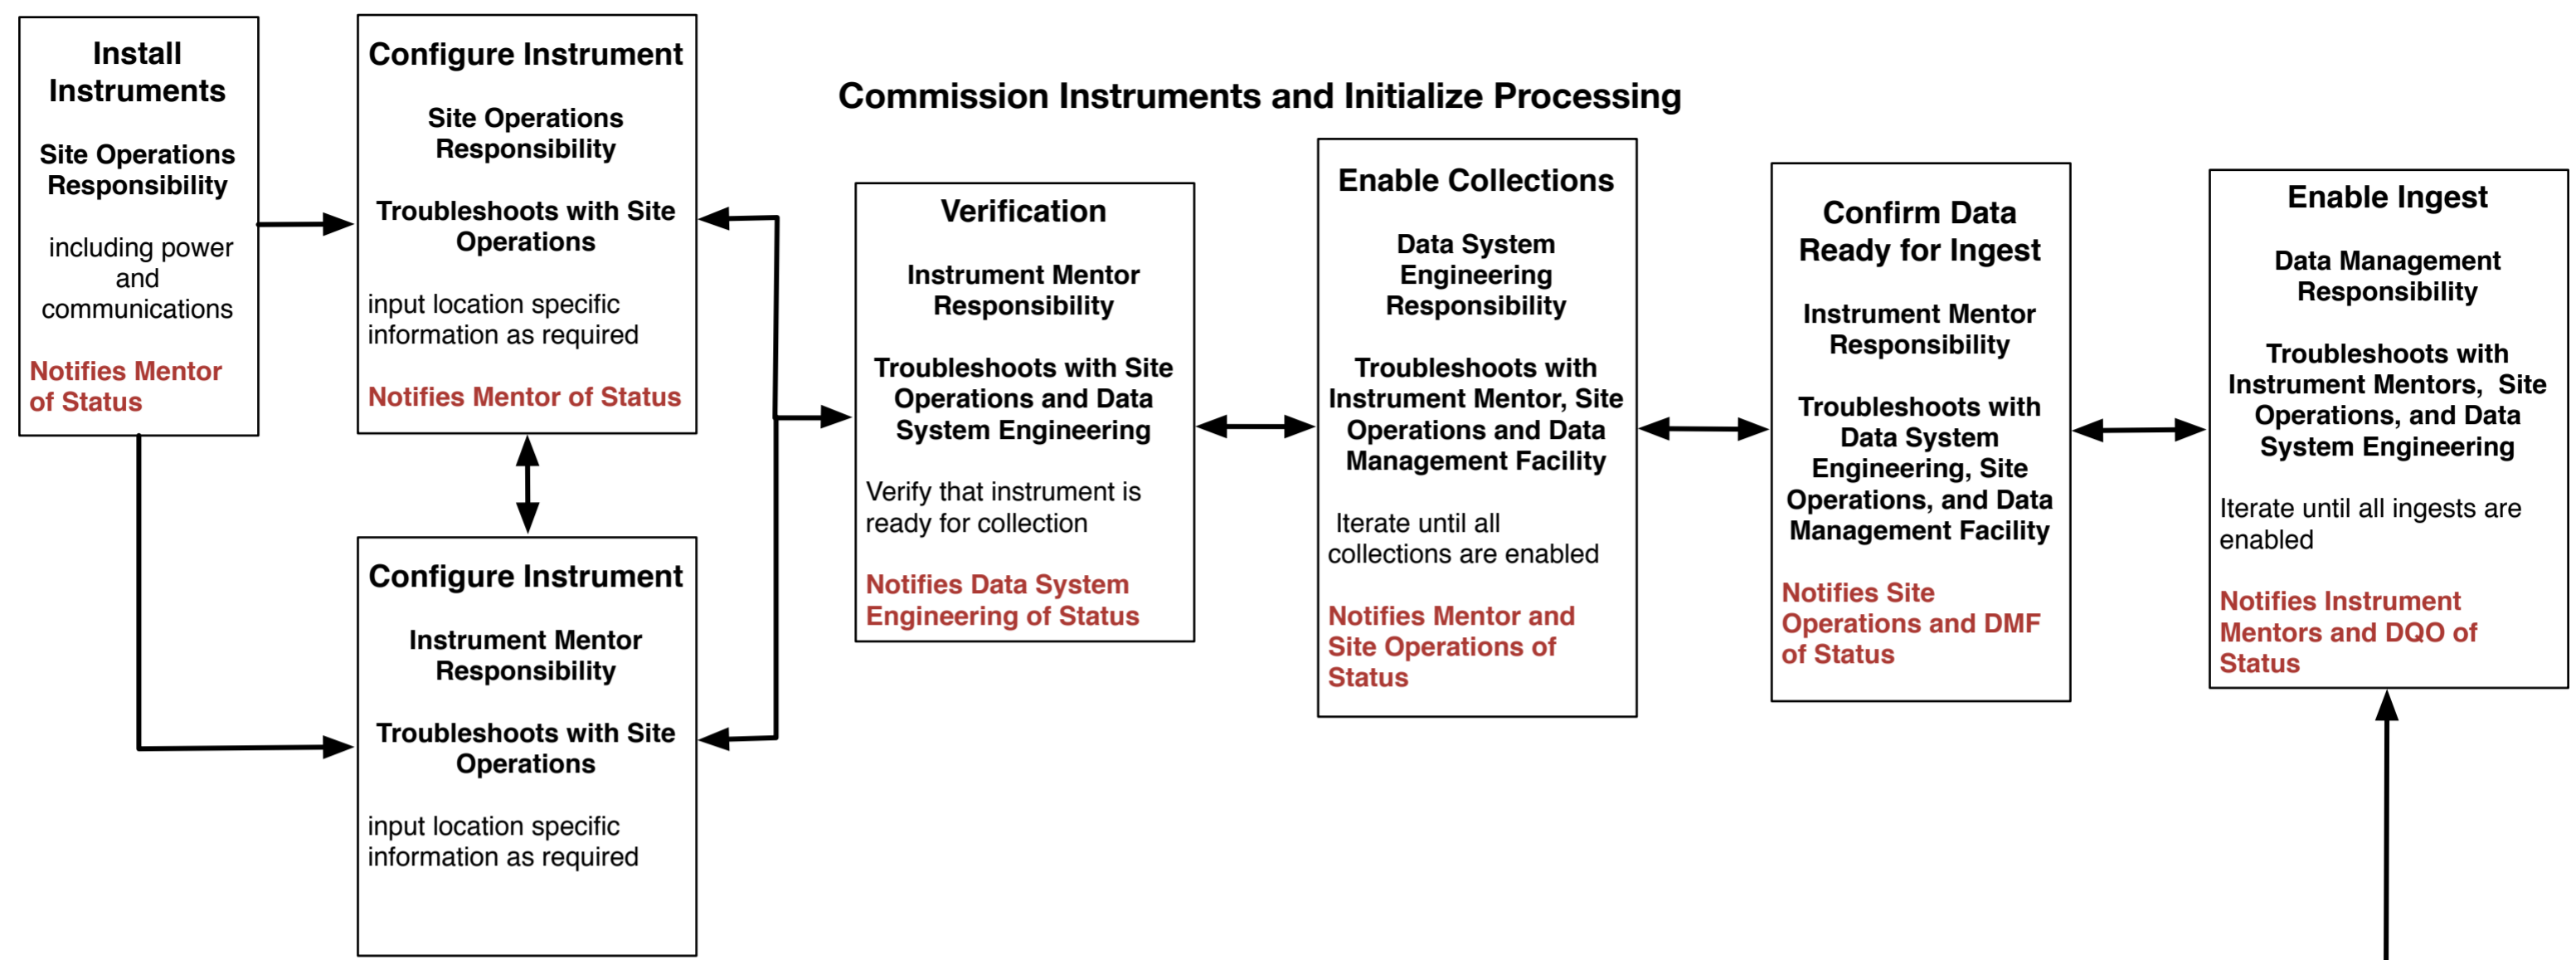 Install
Instruments
Site Operations
Responsibility
including power
and
communications
Notifies Mentor
of Status
Configure Instrument
Site Operations
Responsibility
Troubleshoots with Site
Operations
input location specific
information as required
Notifies Mentor of Status
Configure Instrument
Instrument Mentor
Responsibility
Troubleshoots with Site
Operations
input location specific
information as required
Commission Instruments and Initialize Processing
Verification
Instrument Mentor
Responsibility
Troubleshoots with Site
Operations and Data
System Engineering
Verify that instrument is
ready for collection
Notifies Data System
Engineering of Status
Enable Collections
Data System
Engineering
Responsibility
Troubleshoots with
Instrument Mentor, Site
Operations and Data
Management Facility
Iterate until all
collections are enabled
Notifies Mentor and
Site Operations of
Status
Confirm Data
Ready for Ingest
Instrument Mentor
Responsibility
Troubleshoots with
Data System
Engineering, Site
Operations, and Data
Management Facility
Notifies Site
Operations and DMF
of Status
Enable Ingest
Data Management
Responsibility
Troubleshoots with
Instrument Mentors, Site
Operations, and Data
System Engineering
Iterate until all ingests are
enabled
Notifies Instrument
Mentors and DQO of
Status